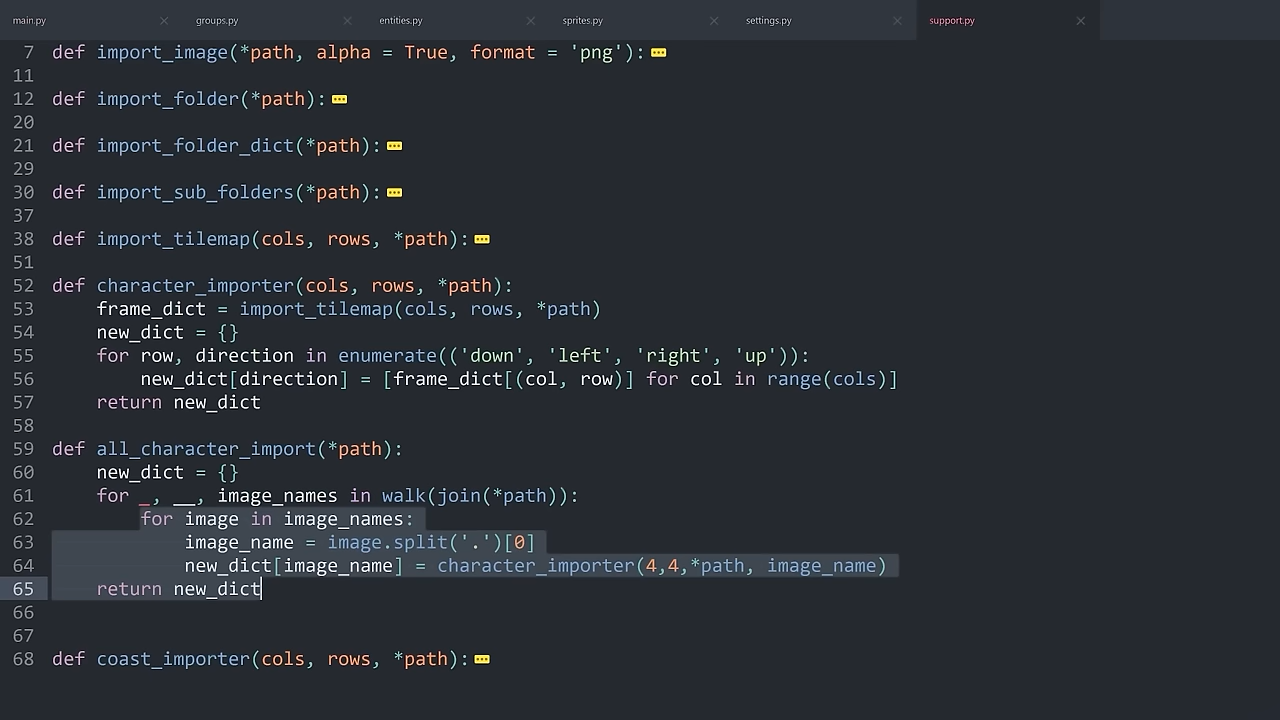 main.py groups.py entities.py sprites.py settings.py support.py
7 def import_image(*path, alpha = True, format = 'png'):
11
12 def import_folder(*path):
20
21 def import_folder_dict(*path):
29
30 def import_sub_folders(*path):
37
38 def import_tilemap(cols, rows, *path):
51
52 def character_importer(cols, rows, *path):
53     frame_dict = import_tilemap(cols, rows, *path)
54     new_dict = {}
55     for row, direction in enumerate(('down', 'left', 'right', 'up')):
56         new_dict[direction] = [frame_dict[(col, row)] for col in range(cols)]
57     return new_dict
58
59 def all_character_import(*path):
60     new_dict = {}
61     for _, __, image_names in walk(join(*path)):
62         for image in image_names:
63             image_name = image.split('.')[0]
64             new_dict[image_name] = character_importer(4,4,*path, image_name)
65     return new_dict
66
67
68 def coast_importer(cols, rows, *path):